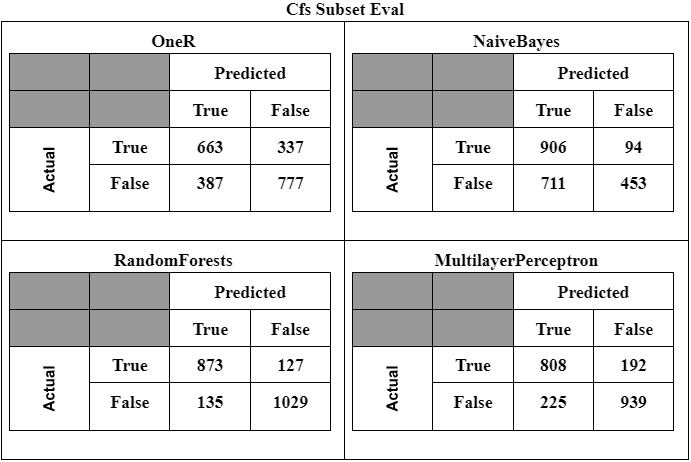 Cfs Subset Eval
OneR
Predicted
True False
Actual
True 663 337
False 387 777
NaiveBayes
Predicted
True False
Actual
True 906 94
False 711 453
RandomForests
Predicted
True False
Actual
True 873 127
False 135 1029
MultilayerPerceptron
Predicted
True False
Actual
True 808 192
False 225 939